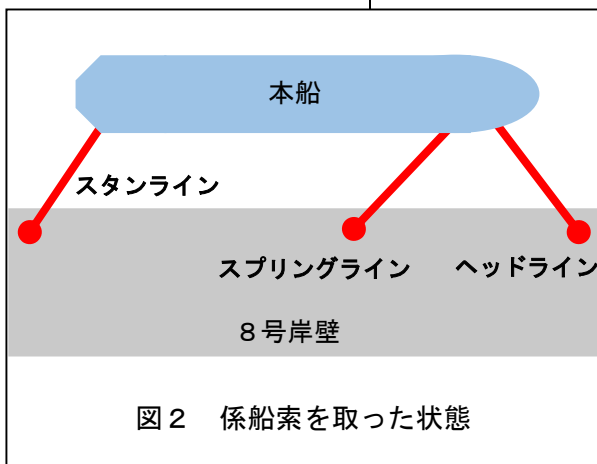 本船
スタンライン
スプリングライン
ヘッドライン
８号岸壁
図２　係船索を取った状態